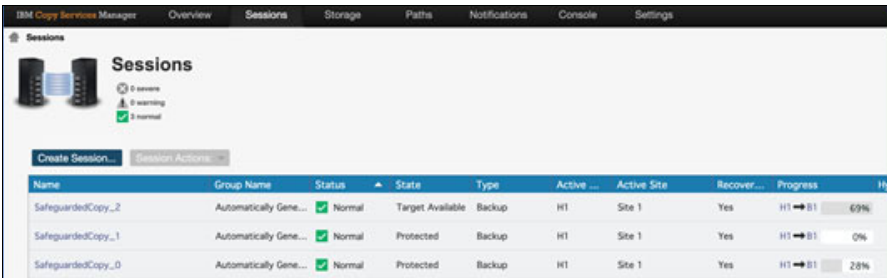 IBM Copy Services Manager Overview Sessions Storage Paths Notifications Console Settings
Sessions
Sessions
0 severe
0 warning
3 normal
Create Session... Session Actions:
Name Group Name Status State Type Active ... Active Site Recover... Progress Hy
SafeguardedCopy_2 Automatically Gene... Normal Target Available Backup H1 Site 1 Yes H1 B1 69%
SafeguardedCopy_1 Automatically Gene... Normal Protected Backup H1 Site 1 Yes H1 B1 0%
SafeguardedCopy_0 Automatically Gene... Normal Protected Backup H1 Site 1 Yes H1 B1 28%